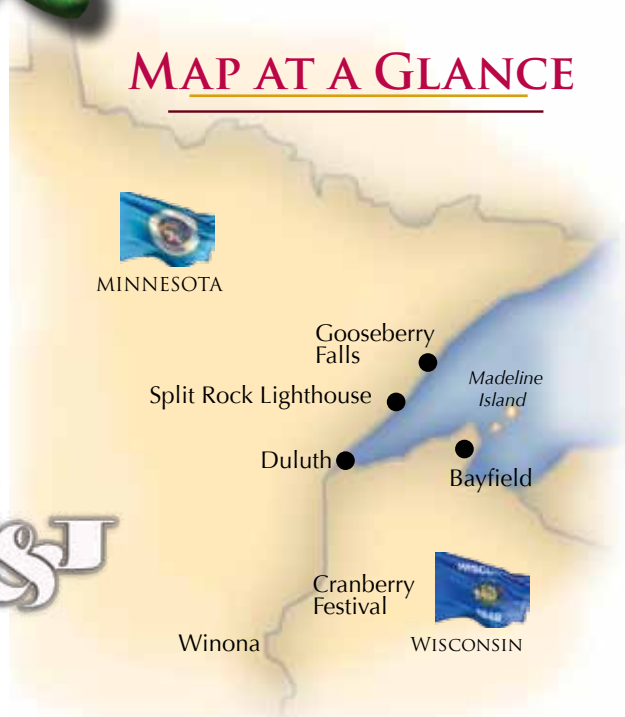 MAP AT A GLANCE
MINNESOTA
Gooseberry
Falls
Madeline
Island
Split Rock Lighthouse
Duluth
Bayfield
&J
Cranberry
Festival
Winona
WISCONSIN